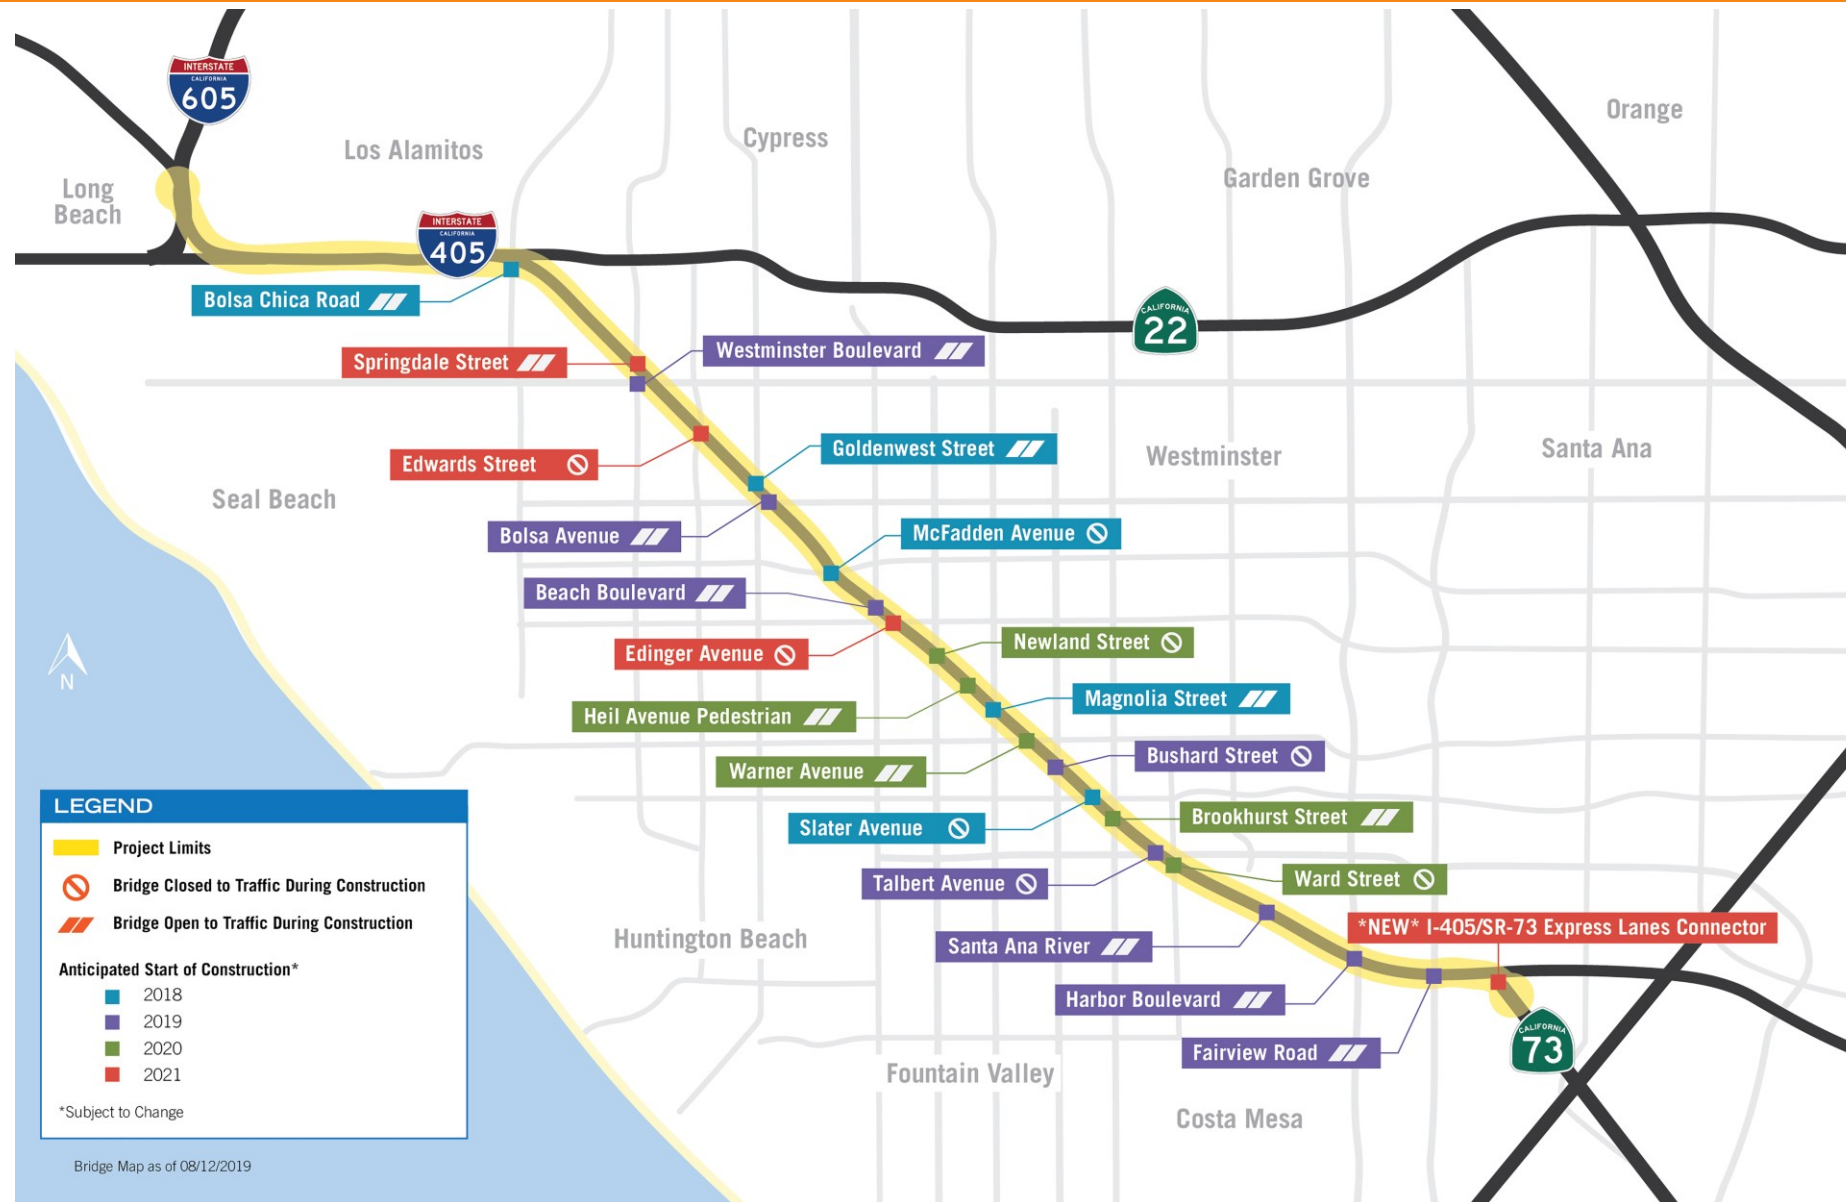 INTERSTATE
CALIFORNIA
605
Los Alamitos
Cypress
Orange
Long
Beach
Garden Grove
INTERSTATE
CALIFORNIA
405
Bolsa Chica Road
CALIFORNIA
22
Springdale Street
Westminster Boulevard
Edwards Street
Goldenwest Street
Westminster
Santa Ana
Seal Beach
Bolsa Avenue
McFadden Avenue
Beach Boulevard
Edinger Avenue
Newland Street
Heil Avenue Pedestrian
Magnolia Street
N
Warner Avenue
Bushard Street
Slater Avenue
Brookhurst Street
Talbert Avenue
Ward Street
Huntington Beach
Santa Ana River
*NEW* I-405/SR-73 Express Lanes Connector
Harbor Boulevard
Fairview Road
CALIFORNIA
73
Fountain Valley
Costa Mesa
LEGEND
Project Limits
Bridge Closed to Traffic During Construction
Bridge Open to Traffic During Construction
Anticipated Start of Construction*
2018
2019
2020
2021
*Subject to Change
Bridge Map as of 08/12/2019